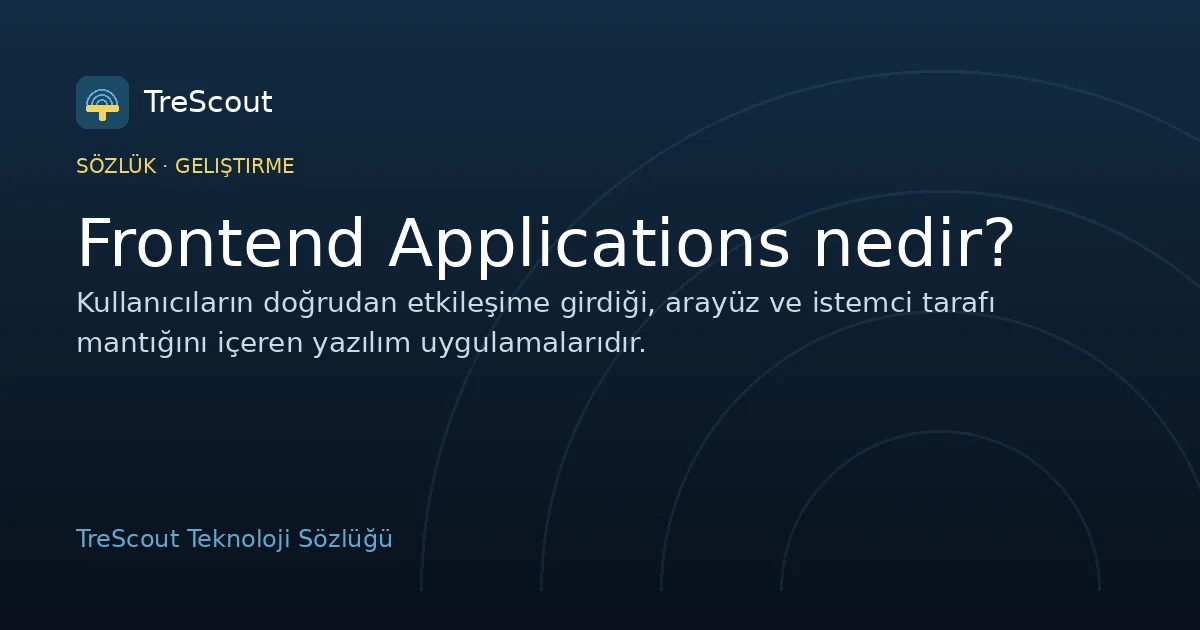 TreScout
SÖZLÜK · GELIŞTIRME
Frontend Applications nedir?
Kullanıcıların doğrudan etkileşime girdiği, arayüz ve istemci tarafı
mantığını içeren yazılım uygulamalarıdır.
TreScout Teknoloji Sözlüğü